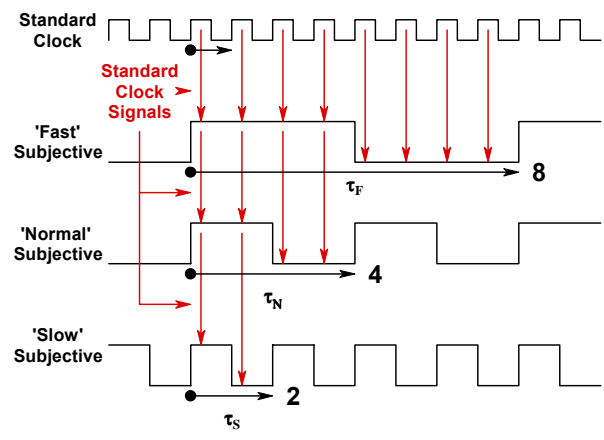 Standard
Clock
Standard
Clock
Signals
'Fast'
Subjective
τF
8
'Normal'
Subjective
τN
4
'Slow'
Subjective
τS
2